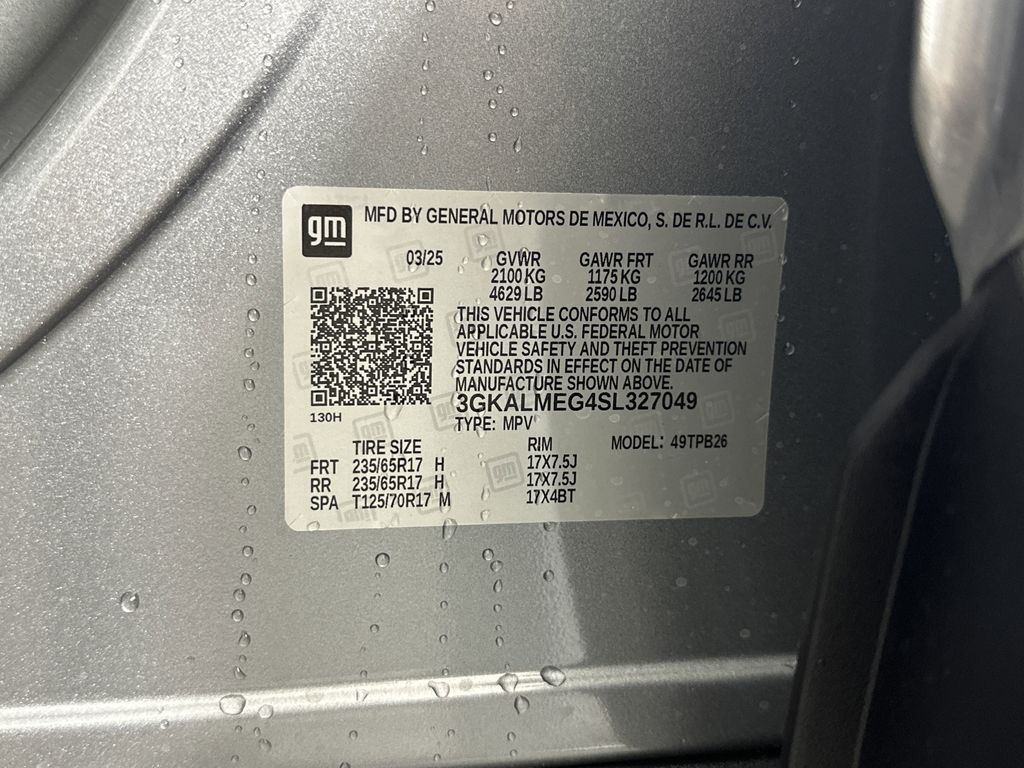 gm MFD BY GENERAL MOTORS DE MEXICO, S. DE R.L. DE C.V.
03/25 GVWR GAWR FRT GAWR RR
2100 KG 1175 KG 1200 KG
4629 LB 2590 LB 2645 LB
THIS VEHICLE CONFORMS TO ALL
APPLICABLE U.S. FEDERAL MOTOR
VEHICLE SAFETY AND THEFT PREVENTION
STANDARDS IN EFFECT ON THE DATE OF
MANUFACTURE SHOWN ABOVE.
3GKALMEG4SL327049
130H TYPE: MPV
TIRE SIZE RIM MODEL: 49TPB26
FRT 235/65R17 H 17X7.5J
RR 235/65R17 H 17X7.5J
SPA T125/70R17 M 17X4BT